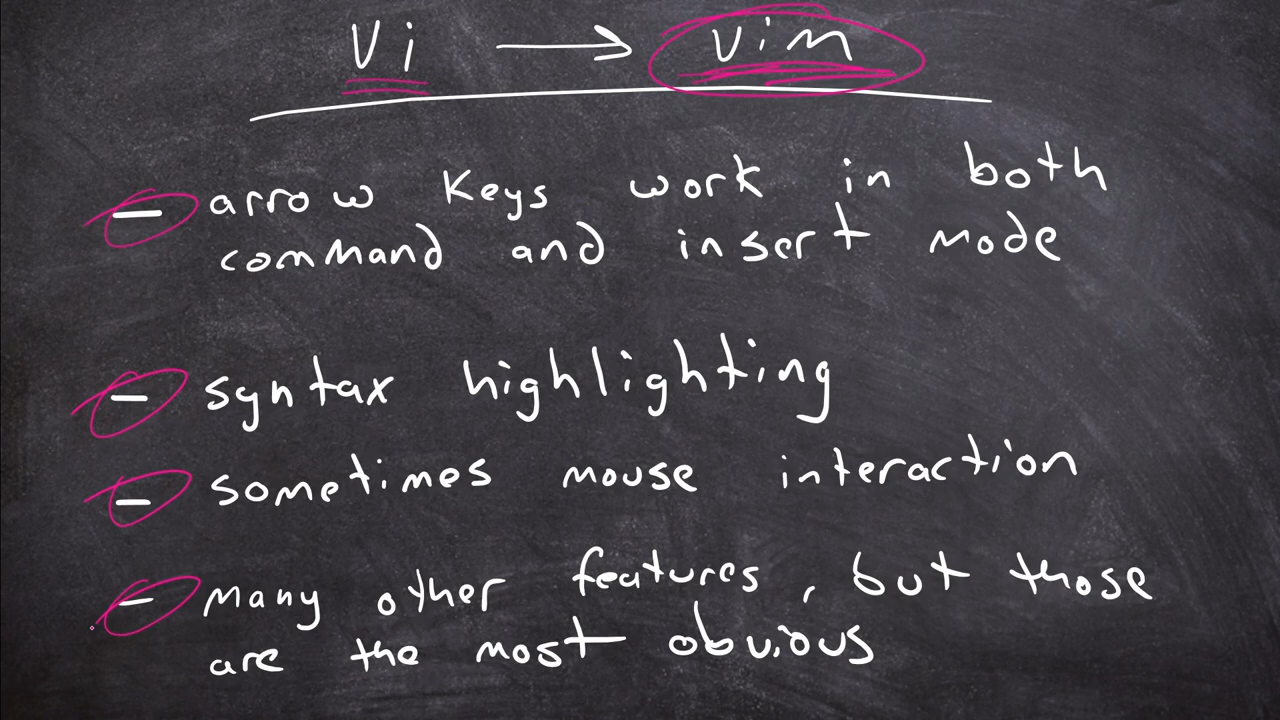 Vi → vim
- arrow keys work in both
command and insert mode
- syntax highlighting
- sometimes mouse interaction
- many other features, but those
are the most obvious